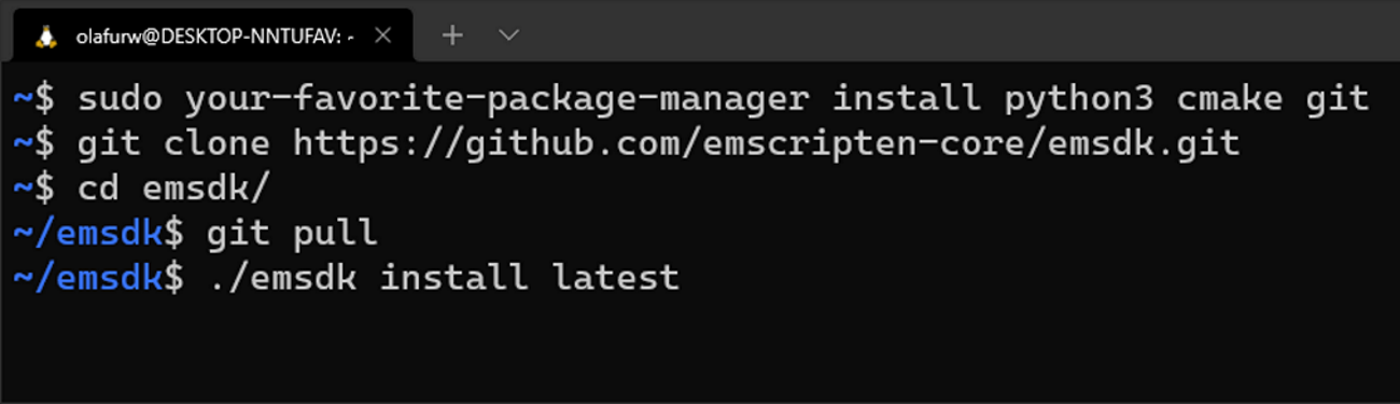 olafurw@DESKTOP-NNTUFAV: ~
~$ sudo your-favorite-package-manager install python3 cmake git
~$ git clone https://github.com/emscripten-core/emsdk.git
~$ cd emsdk/
~/emsdk$ git pull
~/emsdk$ ./emsdk install latest